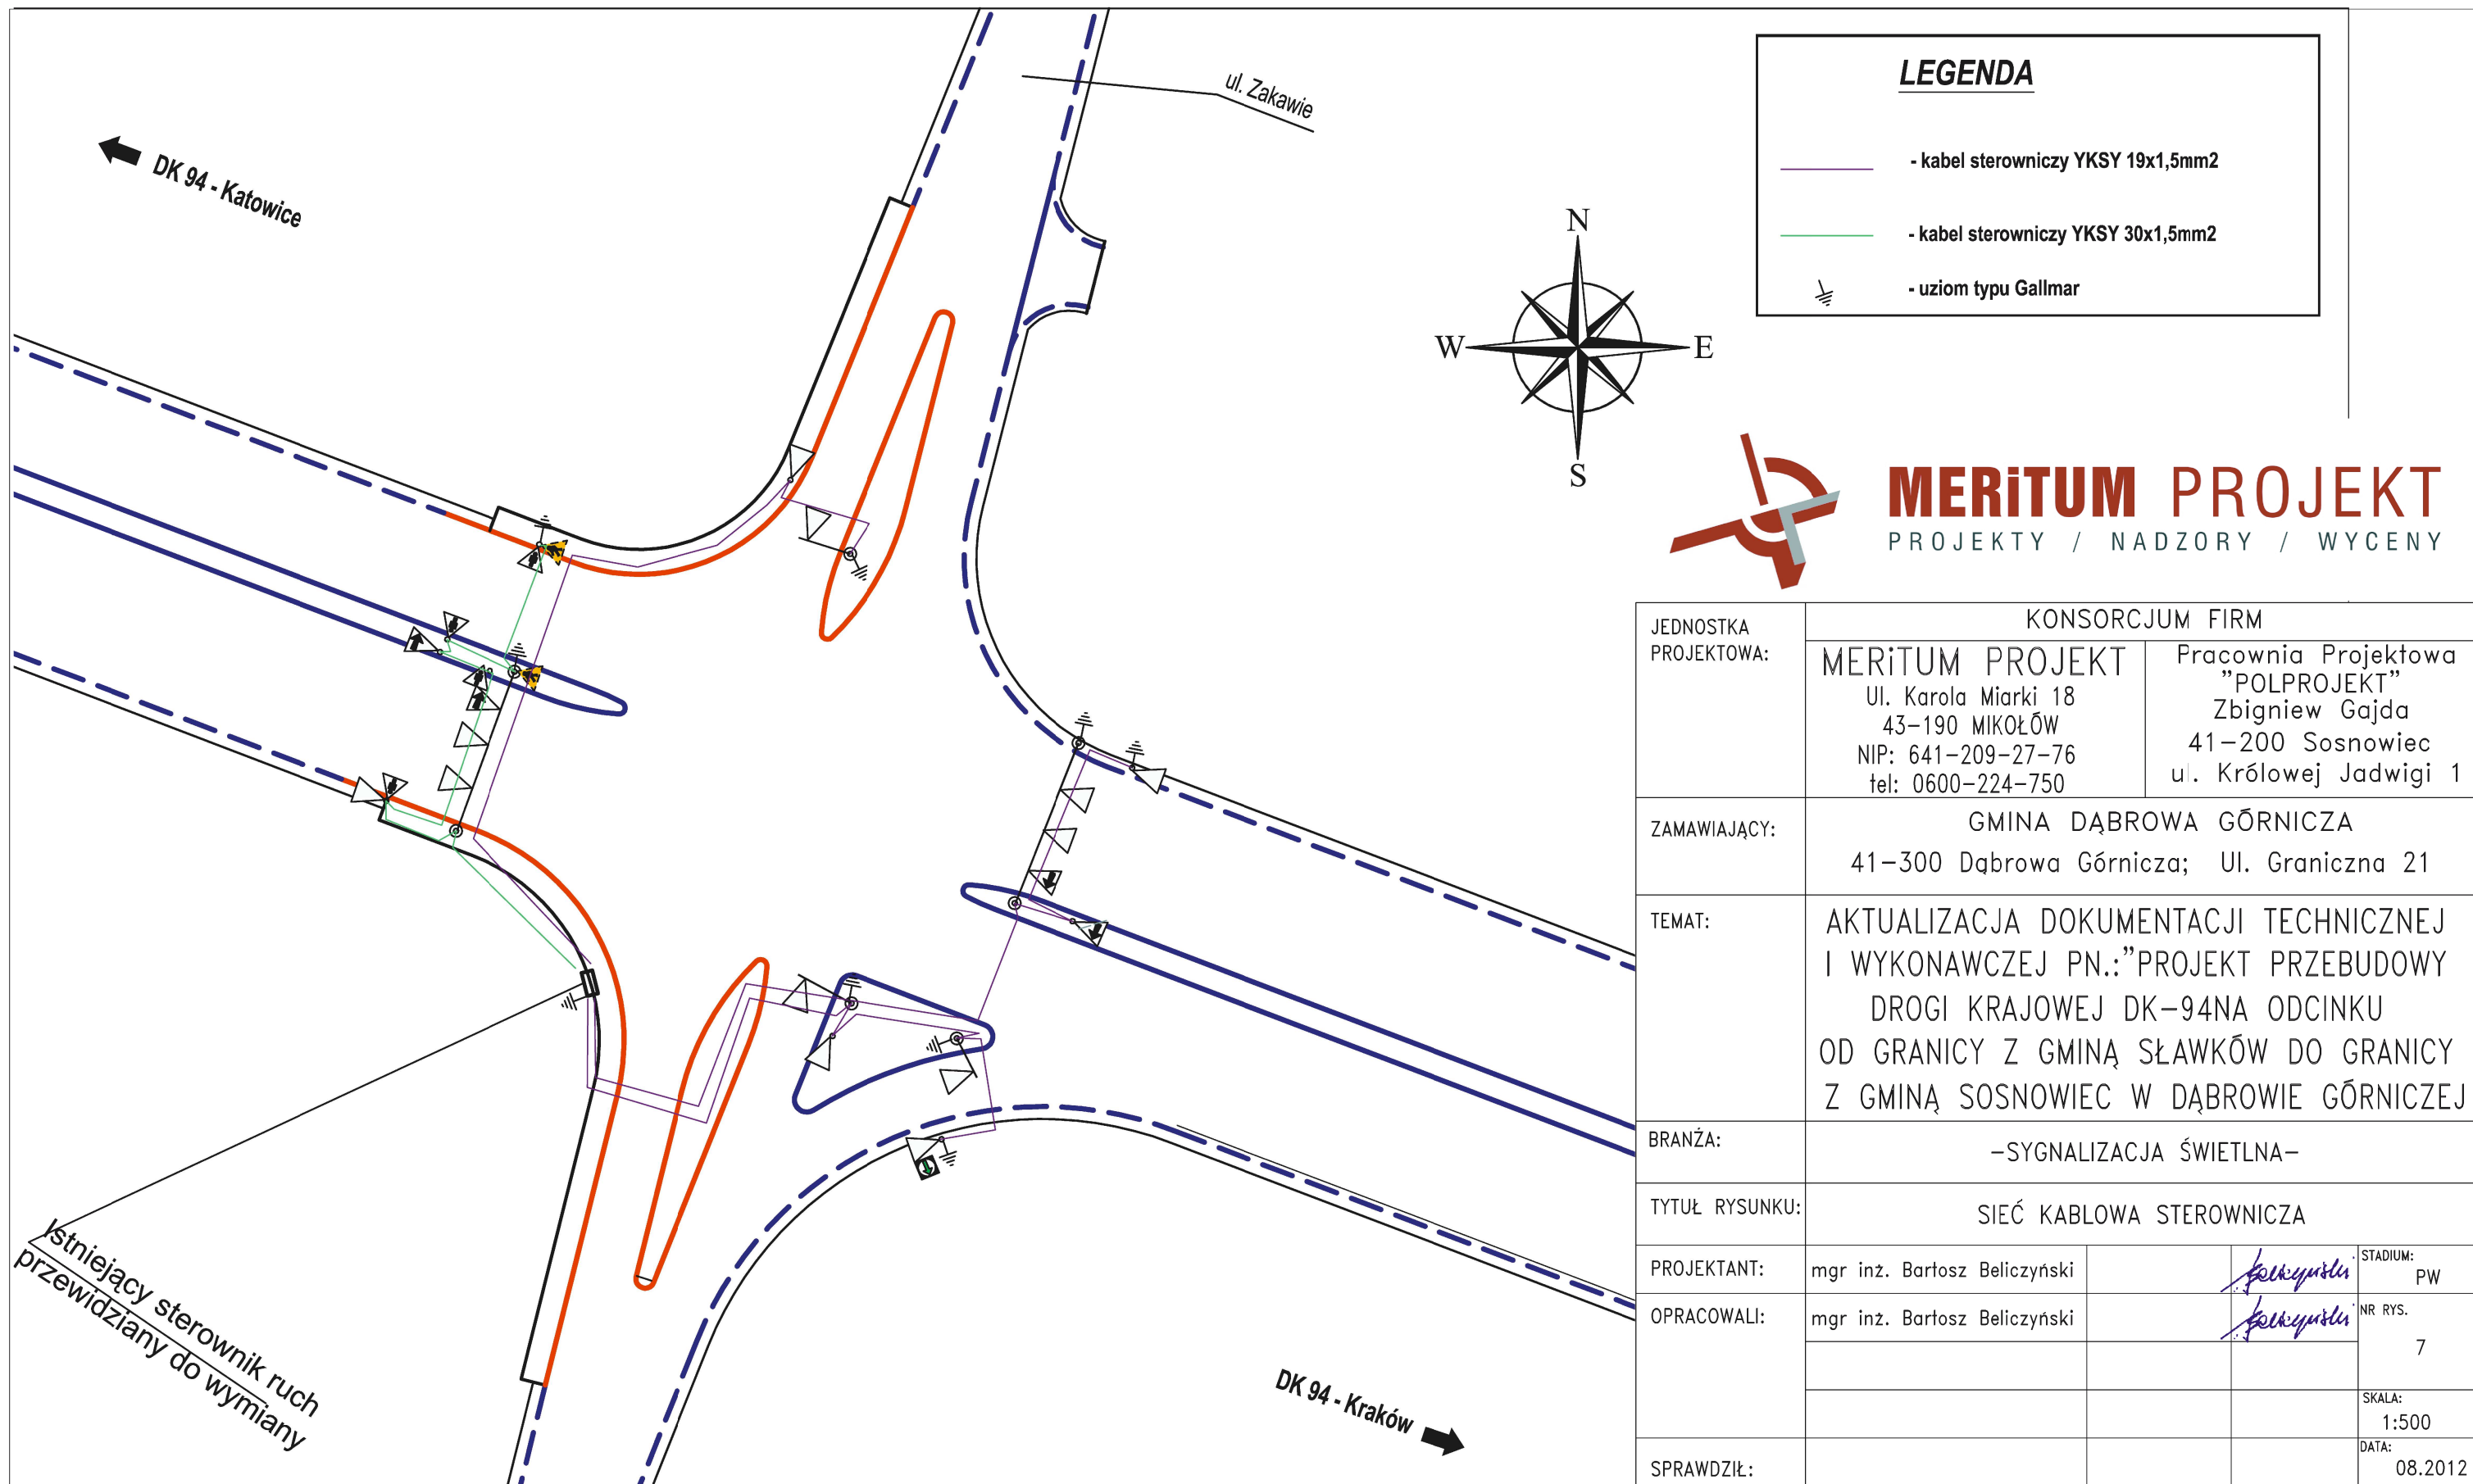 ul. Zakawie
DK 94 - Katowice
LEGENDA
- kabel sterowniczy YKSY 19x1,5mm2
- kabel sterowniczy YKSY 30x1,5mm2
- uziom typu Gallmar
N
W
E
S
MERiTUM PROJEKT
PROJEKTY / NADZORY / WYCENY
JEDNOSTKA
PROJEKTOWA:
KONSORCJUM FIRM
MERiTUM PROJEKT
Ul. Karola Miarki 18
43-190 MIKOŁÓW
NIP: 641-209-27-76
tel: 0600-224-750
Pracownia Projektowa
"POLPROJEKT"
Zbigniew Gajda
41-200 Sosnowiec
ul. Królowej Jadwigi 1
ZAMAWIAJĄCY:
GMINA DĄBROWA GÓRNICZA
41-300 Dąbrowa Górnicza; Ul. Graniczna 21
TEMAT:
AKTUALIZACJA DOKUMENTACJI TECHNICZNEJ
I WYKONAWCZEJ PN.:"PROJEKT PRZEBUDOWY
DROGI KRAJOWEJ DK-94NA ODCINKU
OD GRANICY Z GMINĄ SŁAWKÓW DO GRANICY
Z GMINĄ SOSNOWIEC W DĄBROWIE GÓRNICZEJ
BRANŻA:
-SYGNALIZACJA ŚWIETLNA-
TYTUŁ RYSUNKU:
SIEĆ KABLOWA STEROWNICZA
PROJEKTANT:
mgr inż. Bartosz Beliczyński
STADIUM:
PW
OPRACOWALI:
mgr inż. Bartosz Beliczyński
NR RYS.
7
SKALA:
1:500
SPRAWDZIŁ:
DATA:
08.2012
Istniejący sterownik ruch
przewidziany do wymiany
DK 94 - Kraków